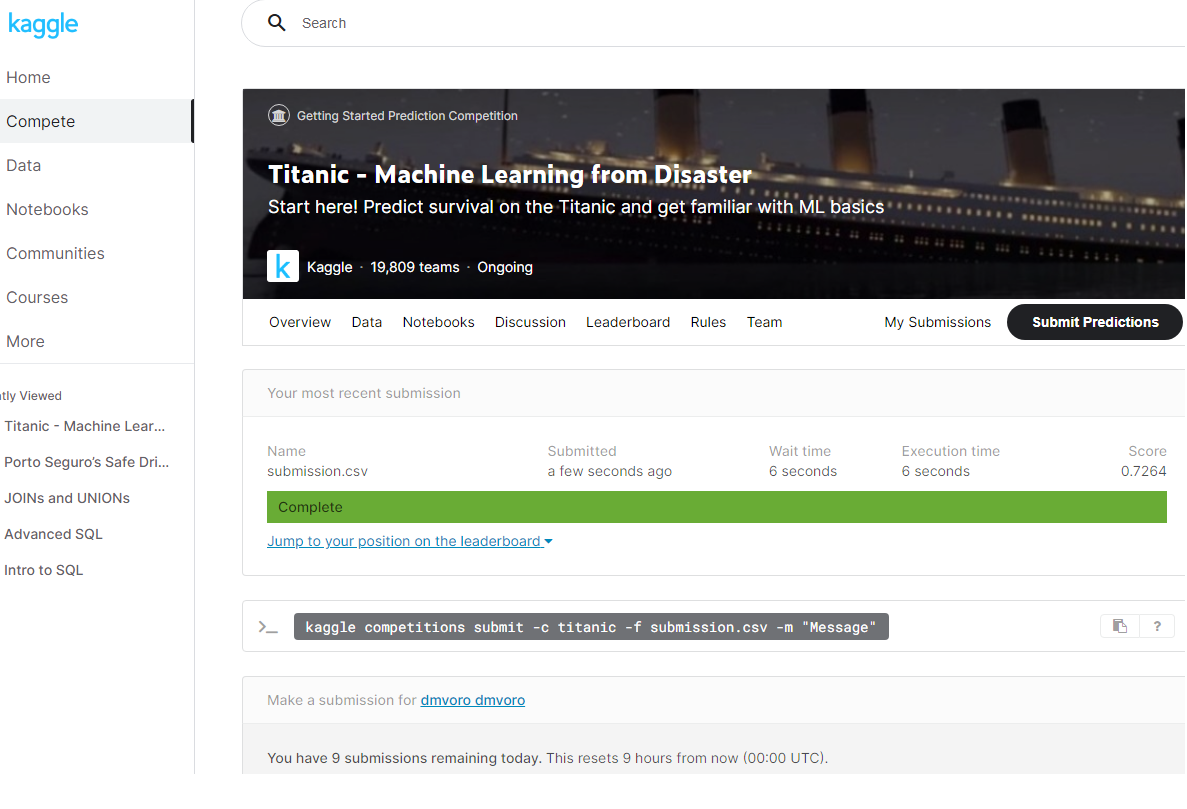 kaggle
Search
Home
Compete
Data
Notebooks
Communities
Courses
More
tly Viewed
Titanic - Machine Lear...
Porto Seguro's Safe Dri...
JOINs and UNIONs
Advanced SQL
Intro to SQL
Getting Started Prediction Competition
Titanic - Machine Learning from Disaster
Start here! Predict survival on the Titanic and get familiar with ML basics
k Kaggle · 19,809 teams · Ongoing
Overview Data Notebooks Discussion Leaderboard Rules Team My Submissions Submit Predictions
Your most recent submission
Name Submitted Wait time Execution time Score
submission.csv a few seconds ago 6 seconds 6 seconds 0.7264
Complete
Jump to your position on the leaderboard
>_ kaggle competitions submit -c titanic -f submission.csv -m "Message" ?
Make a submission for dmvoro dmvoro
You have 9 submissions remaining today. This resets 9 hours from now (00:00 UTC).